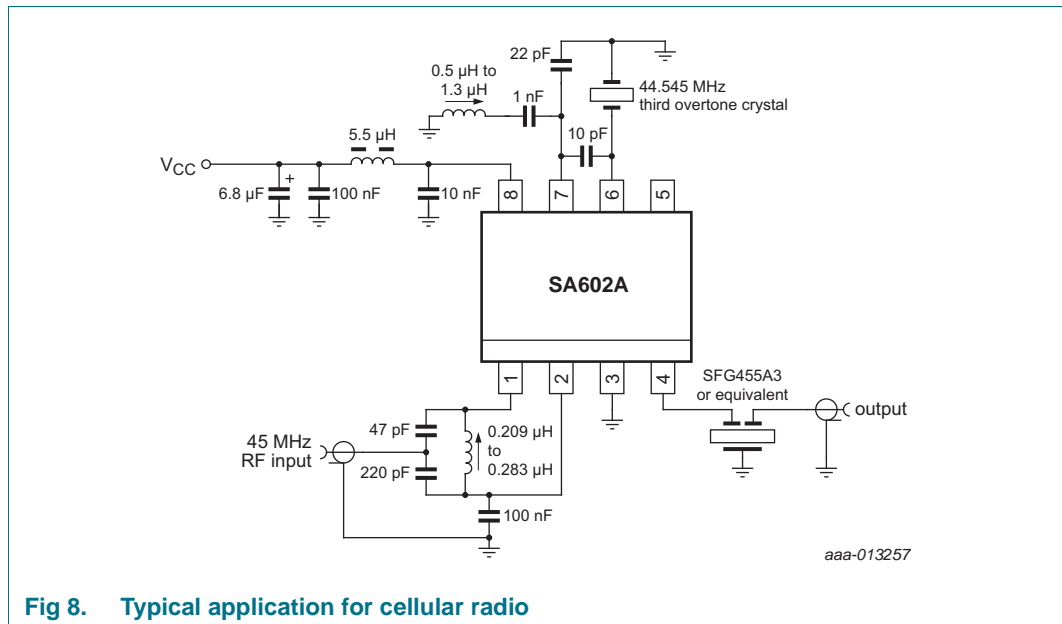 22 pF
0.5 μH to
1.3 μH
1 nF
44.545 MHz
third overtone crystal
10 pF
5.5 μH
VCC
+
6.8 μF
100 nF
10 nF
8
7
6
5
SA602A
1
2
3
4
SFG455A3
or equivalent
output
47 pF
0.209 μH
to
0.283 μH
45 MHz
RF input
220 pF
100 nF
aaa-013257
Fig 8. Typical application for cellular radio